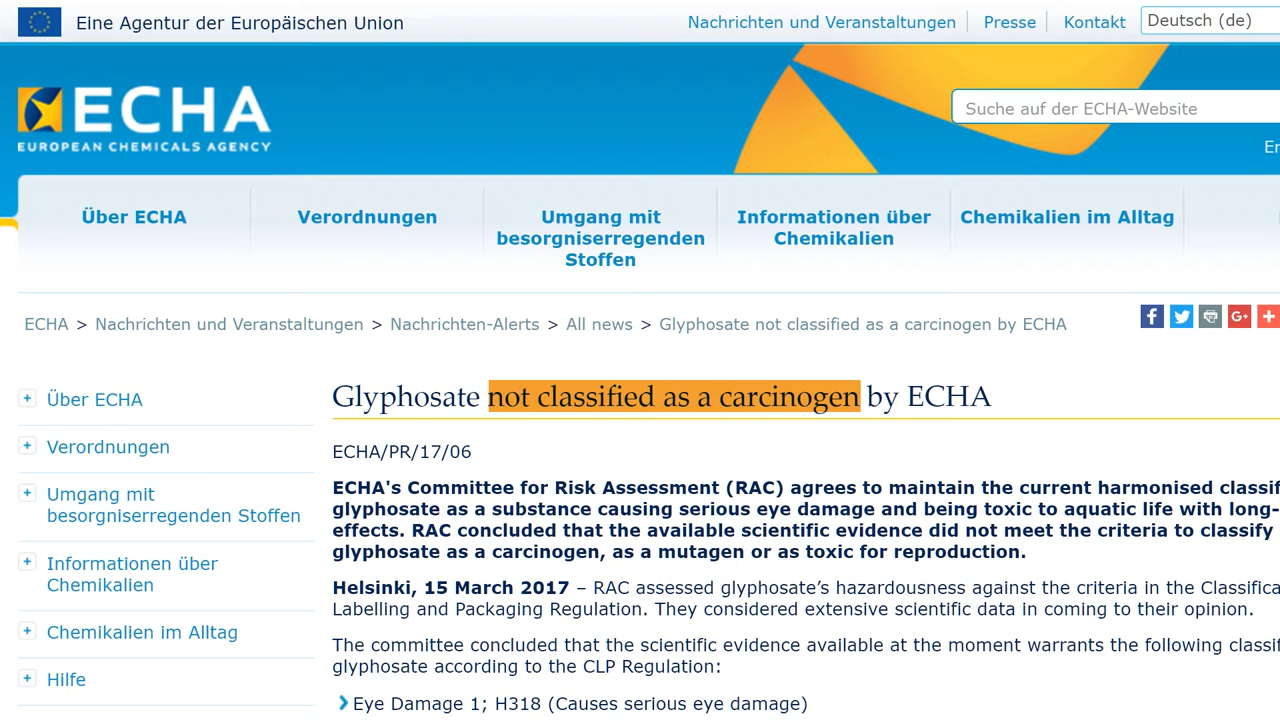 Eine Agentur der Europäischen Union
Nachrichten und Veranstaltungen
Presse
Kontakt
Deutsch (de)
ECHA
EUROPEAN CHEMICALS AGENCY
Suche auf der ECHA-Website
Über ECHA
Verordnungen
Umgang mit
besorgniserregenden
Stoffen
Informationen über
Chemikalien
Chemikalien im Alltag
ECHA > Nachrichten und Veranstaltungen > Nachrichten-Alerts > All news > Glyphosate not classified as a carcinogen by ECHA
Über ECHA
Verordnungen
Umgang mit
besorgniserregenden Stoffen
Informationen über
Chemikalien
Chemikalien im Alltag
Hilfe
Glyphosate not classified as a carcinogen by ECHA
ECHA/PR/17/06
ECHA's Committee for Risk Assessment (RAC) agrees to maintain the current harmonised classif
glyphosate as a substance causing serious eye damage and being toxic to aquatic life with long-
effects. RAC concluded that the available scientific evidence did not meet the criteria to classify
glyphosate as a carcinogen, as a mutagen or as toxic for reproduction.
Helsinki, 15 March 2017 – RAC assessed glyphosate's hazardousness against the criteria in the Classifica
Labelling and Packaging Regulation. They considered extensive scientific data in coming to their opinion.
The committee concluded that the scientific evidence available at the moment warrants the following classif
glyphosate according to the CLP Regulation:
Eye Damage 1; H318 (Causes serious eye damage)